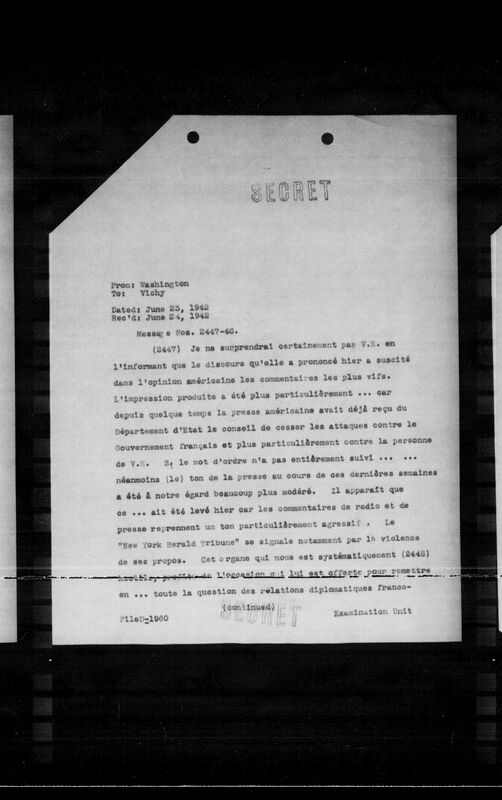 SECRET
From: Washington
To: Vichy
Dated: June 23, 1942
Rec'd: June 24, 1942
Message Nos. 2447-48.
(2447) Je ne surprendrai certainement pas V.E. en
l'informant que le discours qu'elle a prononcé hier a suscité
dans l'opinion américaine les commentaires les plus vifs.
L'impression produite a été plus particulièrement ... car
depuis quelque temps la presse américaine avait déjà reçu du
Département d'Etat le conseil de cesser les attaques contre le
Gouvernement français et plus particulièrement contre la personne
de V.E. Si le mot d'ordre n'a pas entièrement suivi ... ...
néanmoins (le) ton de la presse au cours de ces dernières semaines
a été à notre égard beaucoup plus modéré. Il apparaît que
ce ... ait été levé hier car les commentaires de radio et de
presse reprennent un ton particulièrement agressif. Le
"New York Herald Tribune" se signale notamment par la violence
de ses propos. Cet organe qui nous est systématiquement (2448)
hostile, profite de l'occasion qui lui est offerte pour remettre
en ... toute la question des relations diplomatiques franco-
(continued)
SECRET
File D-1960
Examination Unit